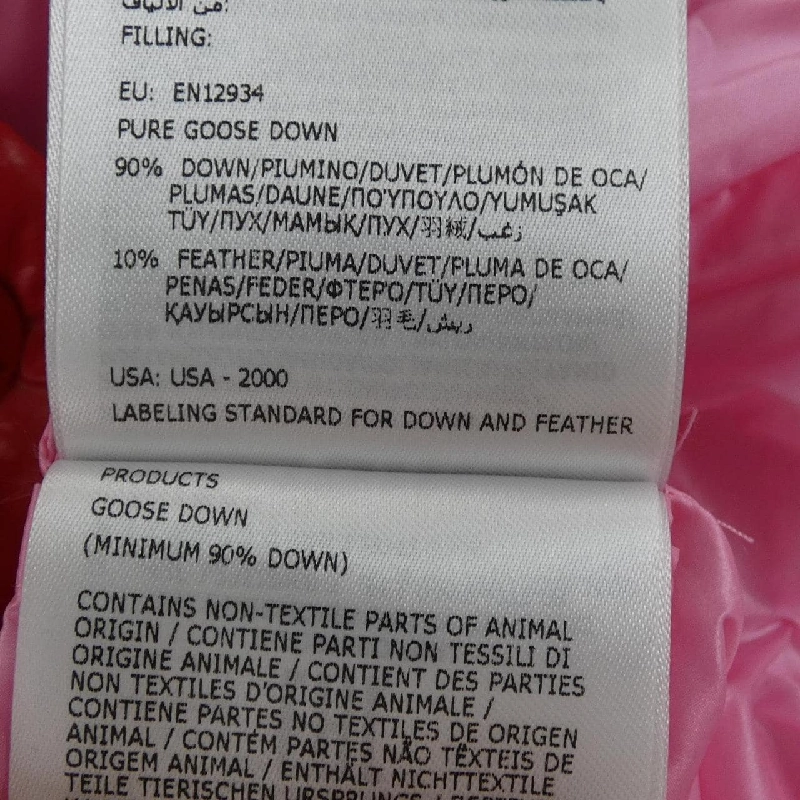 من الألياف:
FILLING:
EU: EN12934
PURE GOOSE DOWN
90% DOWN/PIUMINO/DUVET/PLUMÓN DE OCA/
PLUMAS/DAUNE/ΠΟΎΠΟΥΛΟ/YUMUŞAK
TÜY/ПУХ/МАМЫҚ/ПУХ/羽絨/زغب
10% FEATHER/PIUMA/DUVET/PLUMA DE OCA/
PENAS/FEDER/ΦΤΕΡΟ/TÜY/ПЕРО/
ҚАУЫРСЫН/ПЕРО/羽毛/ريش
USA: USA - 2000
LABELING STANDARD FOR DOWN AND FEATHER
PRODUCTS
GOOSE DOWN
(MINIMUM 90% DOWN)
CONTAINS NON-TEXTILE PARTS OF ANIMAL
ORIGIN / CONTIENE PARTI NON TESSILI DI
ORIGINE ANIMALE / CONTIENT DES PARTIES
NON TEXTILES D'ORIGINE ANIMALE /
CONTIENE PARTES NO TEXTILES DE ORIGEN
ANIMAL / CONTÉM PARTES NÃO TÊXTEIS DE
ORIGEM ANIMAL / ENTHÄLT NICHTTEXTILE
TEILE TIERISCHEN URSPRUNGS /